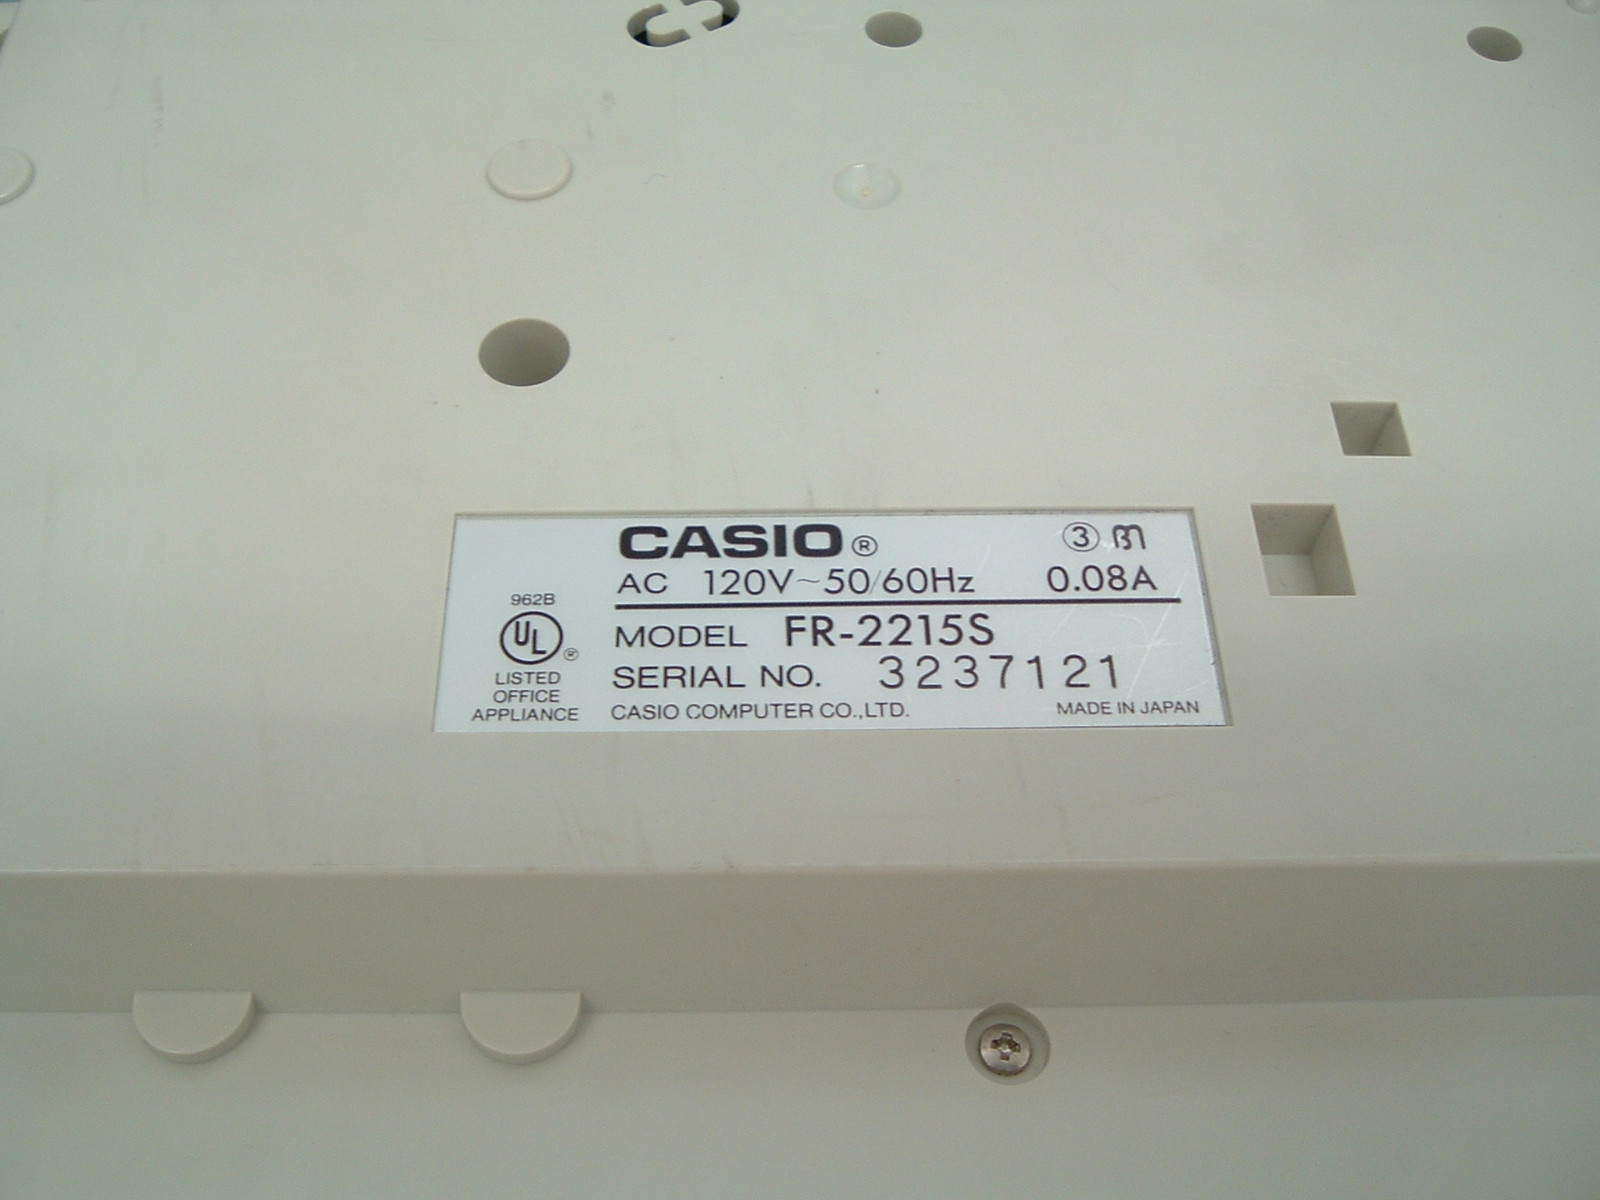 CASIO® ③
AC 120V~50/60Hz 0.08A
962B
UL®
LISTED
OFFICE
APPLIANCE
MODEL FR-2215S
SERIAL NO. 3237121
CASIO COMPUTER CO.,LTD. MADE IN JAPAN